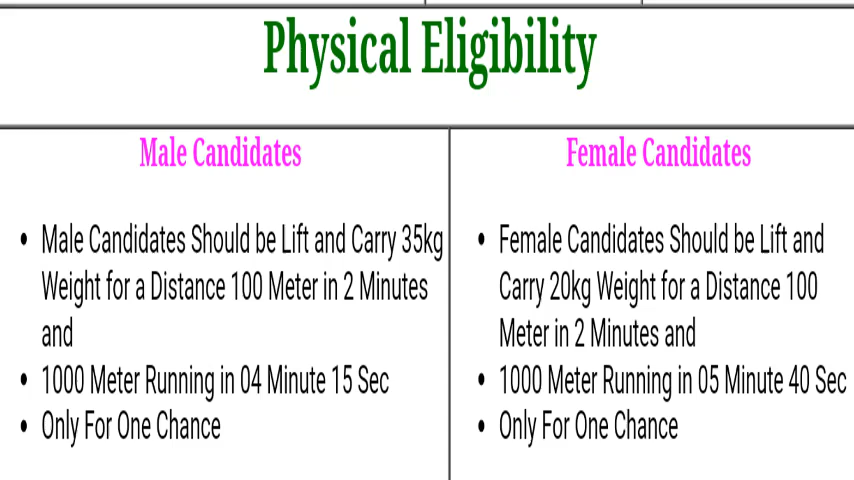 Physical Eligibility
Male Candidates
• Male Candidates Should be Lift and Carry 35kg
Weight for a Distance 100 Meter in 2 Minutes
and
• 1000 Meter Running in 04 Minute 15 Sec
• Only For One Chance
Female Candidates
• Female Candidates Should be Lift and
Carry 20kg Weight for a Distance 100
Meter in 2 Minutes and
• 1000 Meter Running in 05 Minute 40 Sec
• Only For One Chance